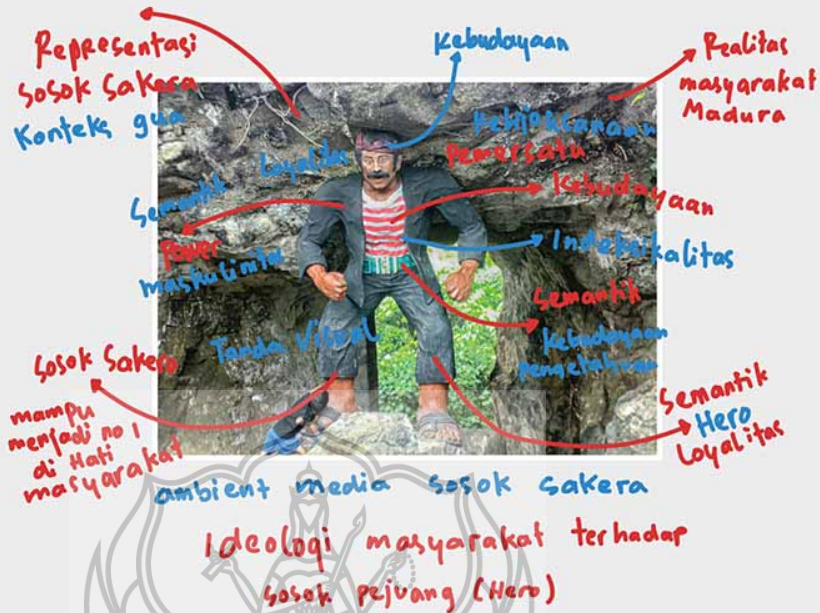 Representasi
sosok sakera
Konteks gua
Kebudayaan
Realitas
masyarakat
Madura
Kebijaksanaan
Pemersatu
Semantik
Loyalitas
Kebudayaan
Power
maskulinita
Indeksikalitas
Semantik
Kebudayaan
Pengetahuan
Tanda Visual
Sosok Sakera
mampu
menjadi no 1
di Hati
masyarakat
Semantik
Hero
Loyalitas
ambient media sosok sakera
Ideologi masyarakat terhadap
sosok pejuang (Hero)